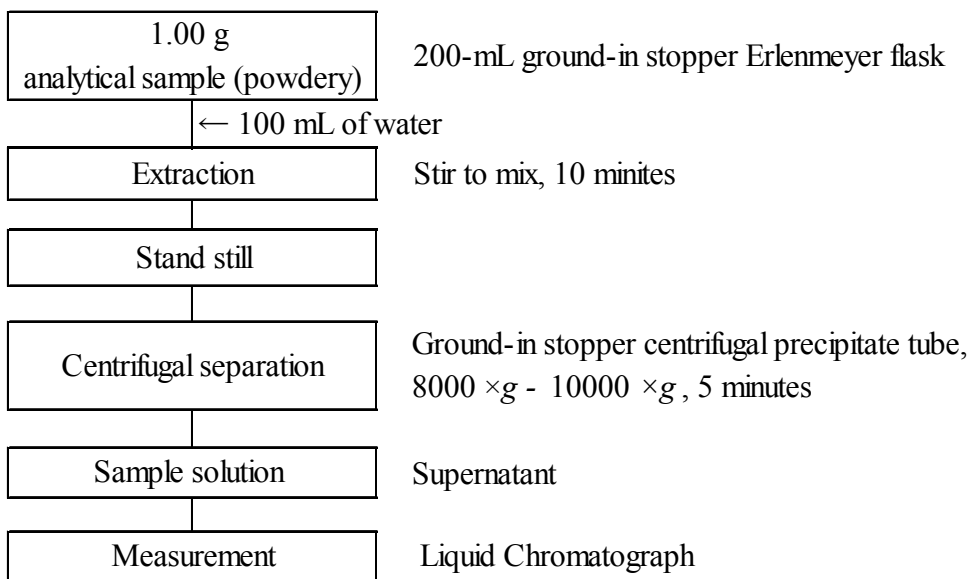 1.00 g
analytical sample (powdery)
200-mL ground-in stopper Erlenmeyer flask
← 100 mL of water
Extraction
Stir to mix, 10 minites
Stand still
Centrifugal separation
Ground-in stopper centrifugal precipitate tube,
8000 ×g - 10000 ×g , 5 minutes
Sample solution
Supernatant
Measurement
Liquid Chromatograph